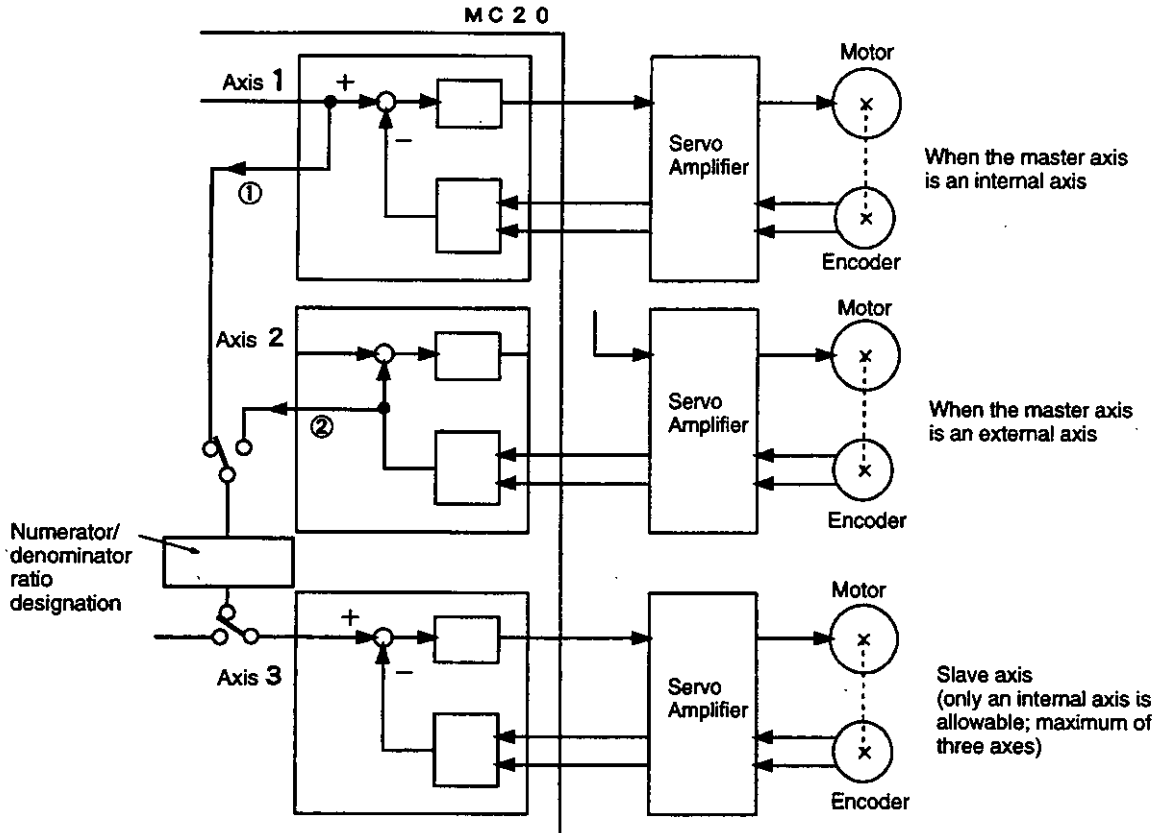 MC20
Axis 1
+
−
①
Servo
Amplifier
Motor
Encoder
When the master axis
is an internal axis
Axis 2
②
Servo
Amplifier
Motor
Encoder
When the master axis
is an external axis
Numerator/
denominator
ratio
designation
Axis 3
+
−
Servo
Amplifier
Motor
Encoder
Slave axis
(only an internal axis is
allowable; maximum of
three axes)